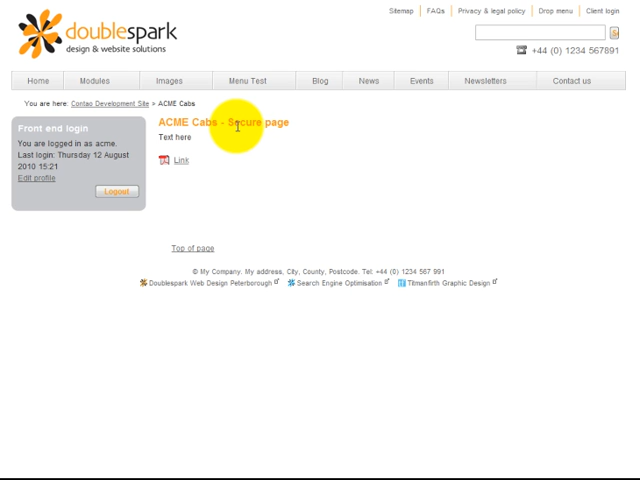 Sitemap FAQs Privacy & legal policy Drop menu Client login
doublespark
design & website solutions
+44 (0) 1234 567891
Home Modules Images Menu Test Blog News Events Newsletters Contact us
You are here: Contao Development Site > ACME Cabs
Front end login
You are logged in as acme.
Last login: Thursday 12 August
2010 15:21
Edit profile
Logout
ACME Cabs - Secure page
Text here
Link
Top of page
© My Company. My address, City, County, Postcode. Tel: +44 (0) 1234 567 991
Doublespark Web Design Peterborough Search Engine Optimisation Titmanfirth Graphic Design